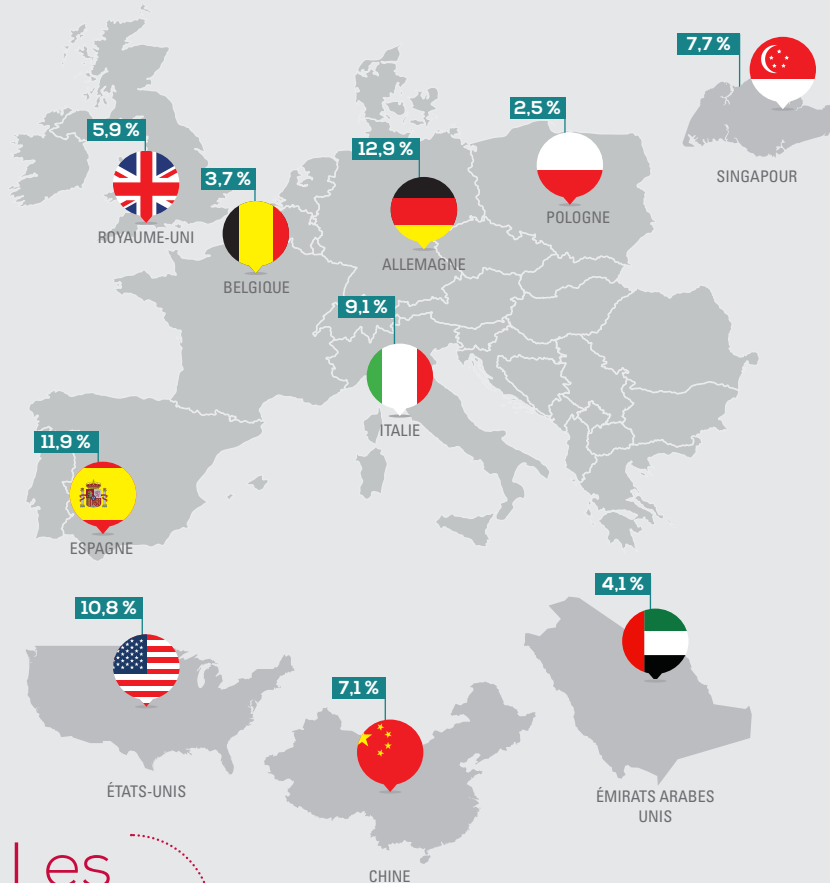 7,7 %
SINGAPOUR
5,9 %
ROYAUME-UNI
3,7 %
BELGIQUE
12,9 %
ALLEMAGNE
2,5 %
POLOGNE
9,1 %
ITALIE
11,9 %
ESPAGNE
10,8 %
ÉTATS-UNIS
7,1 %
CHINE
4,1 %
ÉMIRATS ARABES
UNIS
Les